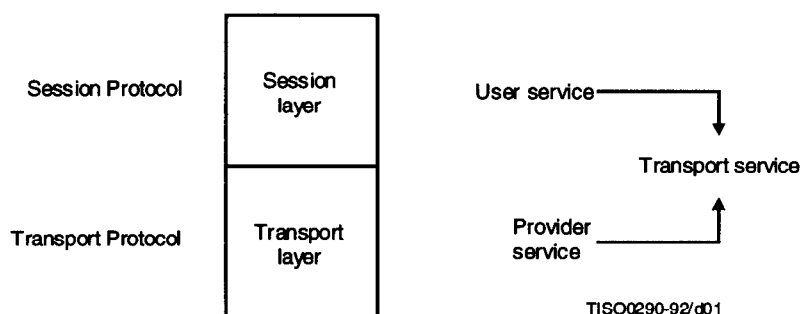 Session Protocol
Session
layer
User service
Transport service
Transport Protocol
Transport
layer
Provider
service
TISO0290-92/d01